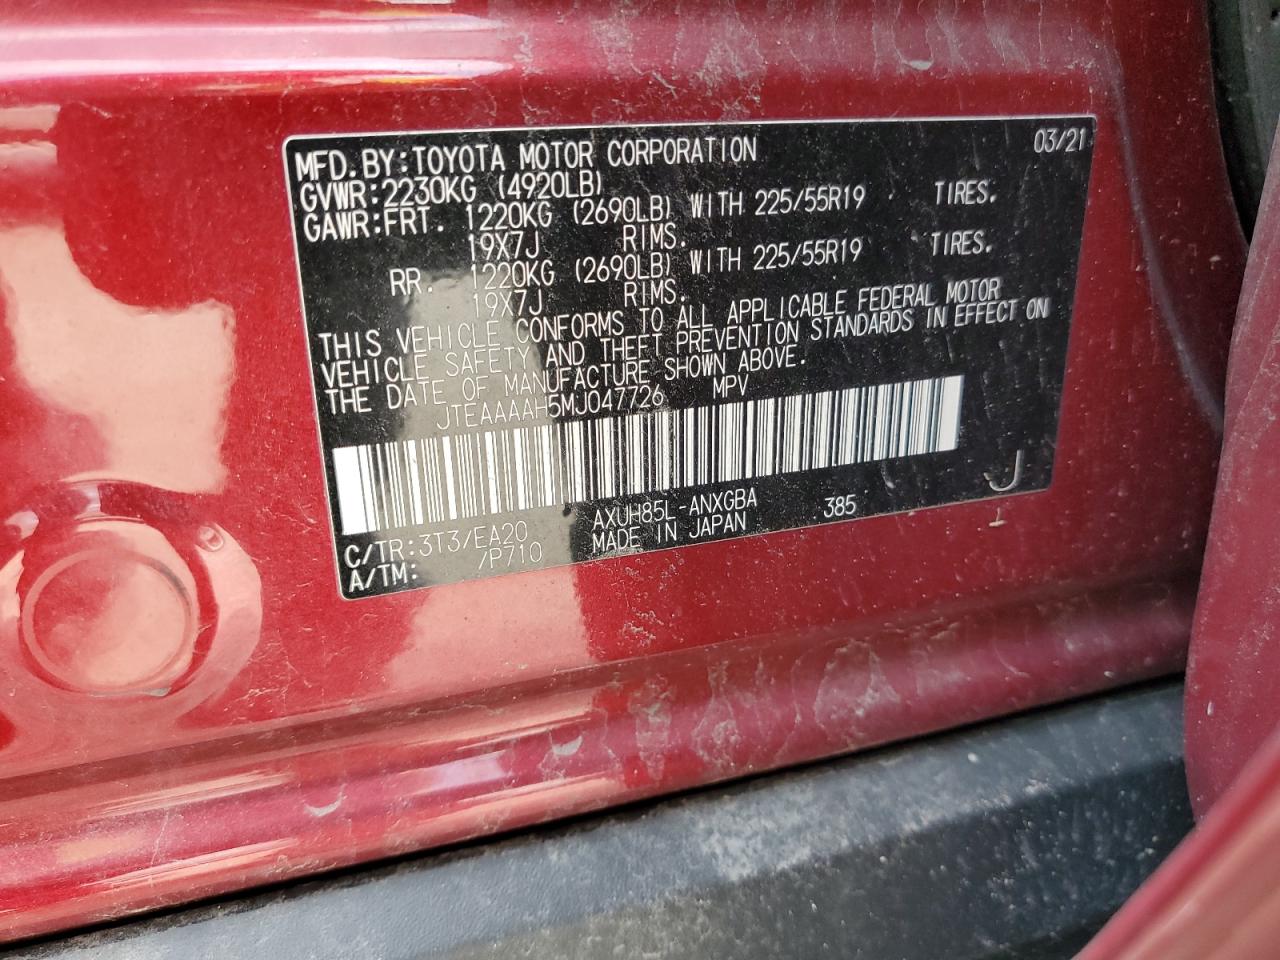 03/21
MFD.BY:TOYOTA MOTOR CORPORATION
GVWR:2230KG (4920LB)
GAWR:FRT. 1220KG (2690LB) WITH 225/55R19 TIRES.
19X7J RIMS.
RR. 1220KG (2690LB) WITH 225/55R19 TIRES.
19X7J RIMS.
THIS VEHICLE CONFORMS TO ALL APPLICABLE FEDERAL MOTOR
VEHICLE SAFETY AND THEFT PREVENTION STANDARDS IN EFFECT ON
THE DATE OF MANUFACTURE SHOWN ABOVE.
JTEAAAAH5MJ047726 MPV
C/TR:3T3/EA20 AXUH85L-ANXGBA 385 J
A/TM: /P710 MADE IN JAPAN